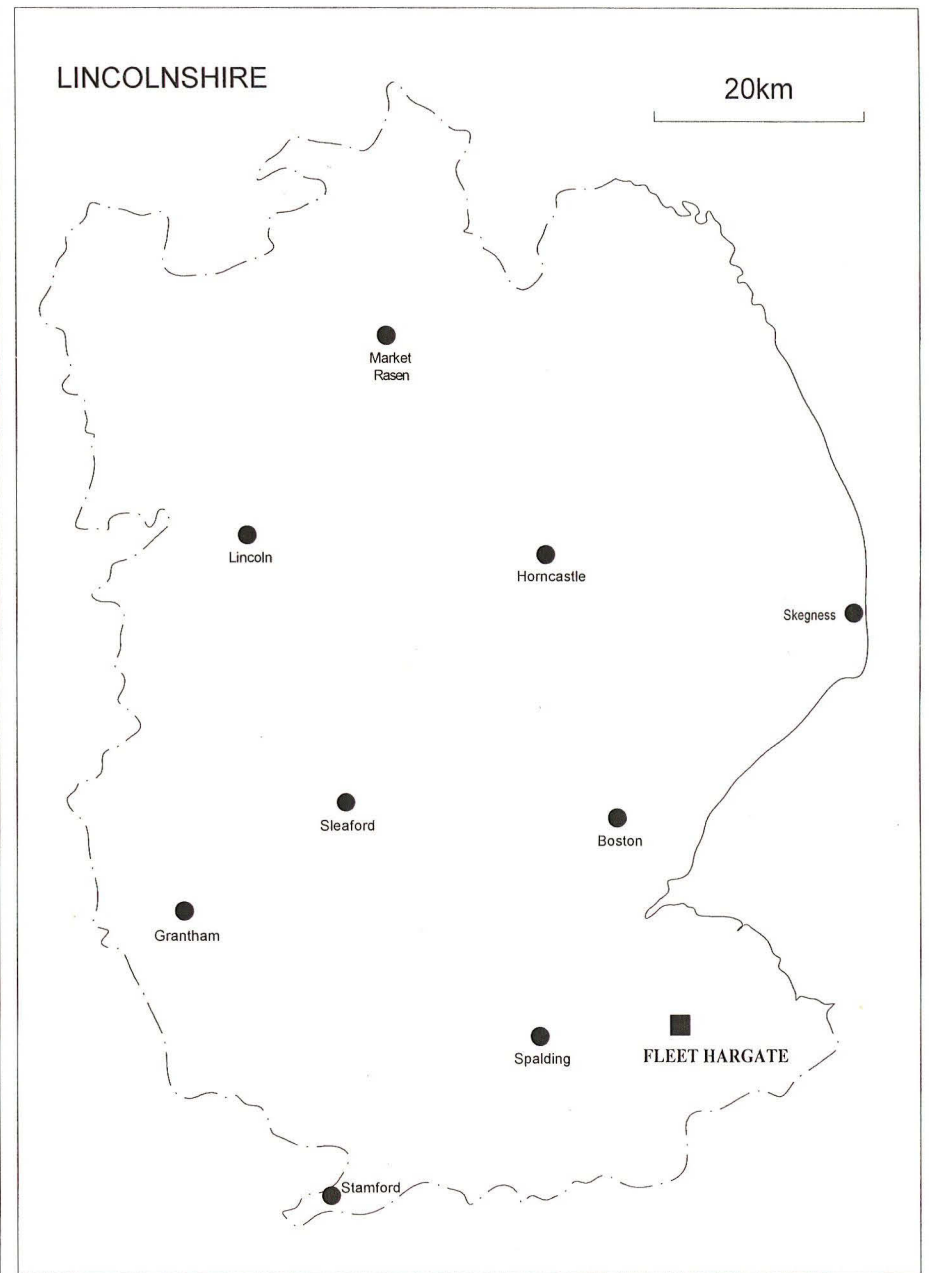 LINCOLNSHIRE
20km
Market
Rasen
Lincoln
Horncastle
Skegness
Sleaford
Boston
Grantham
Spalding
FLEET HARGATE
Stamford